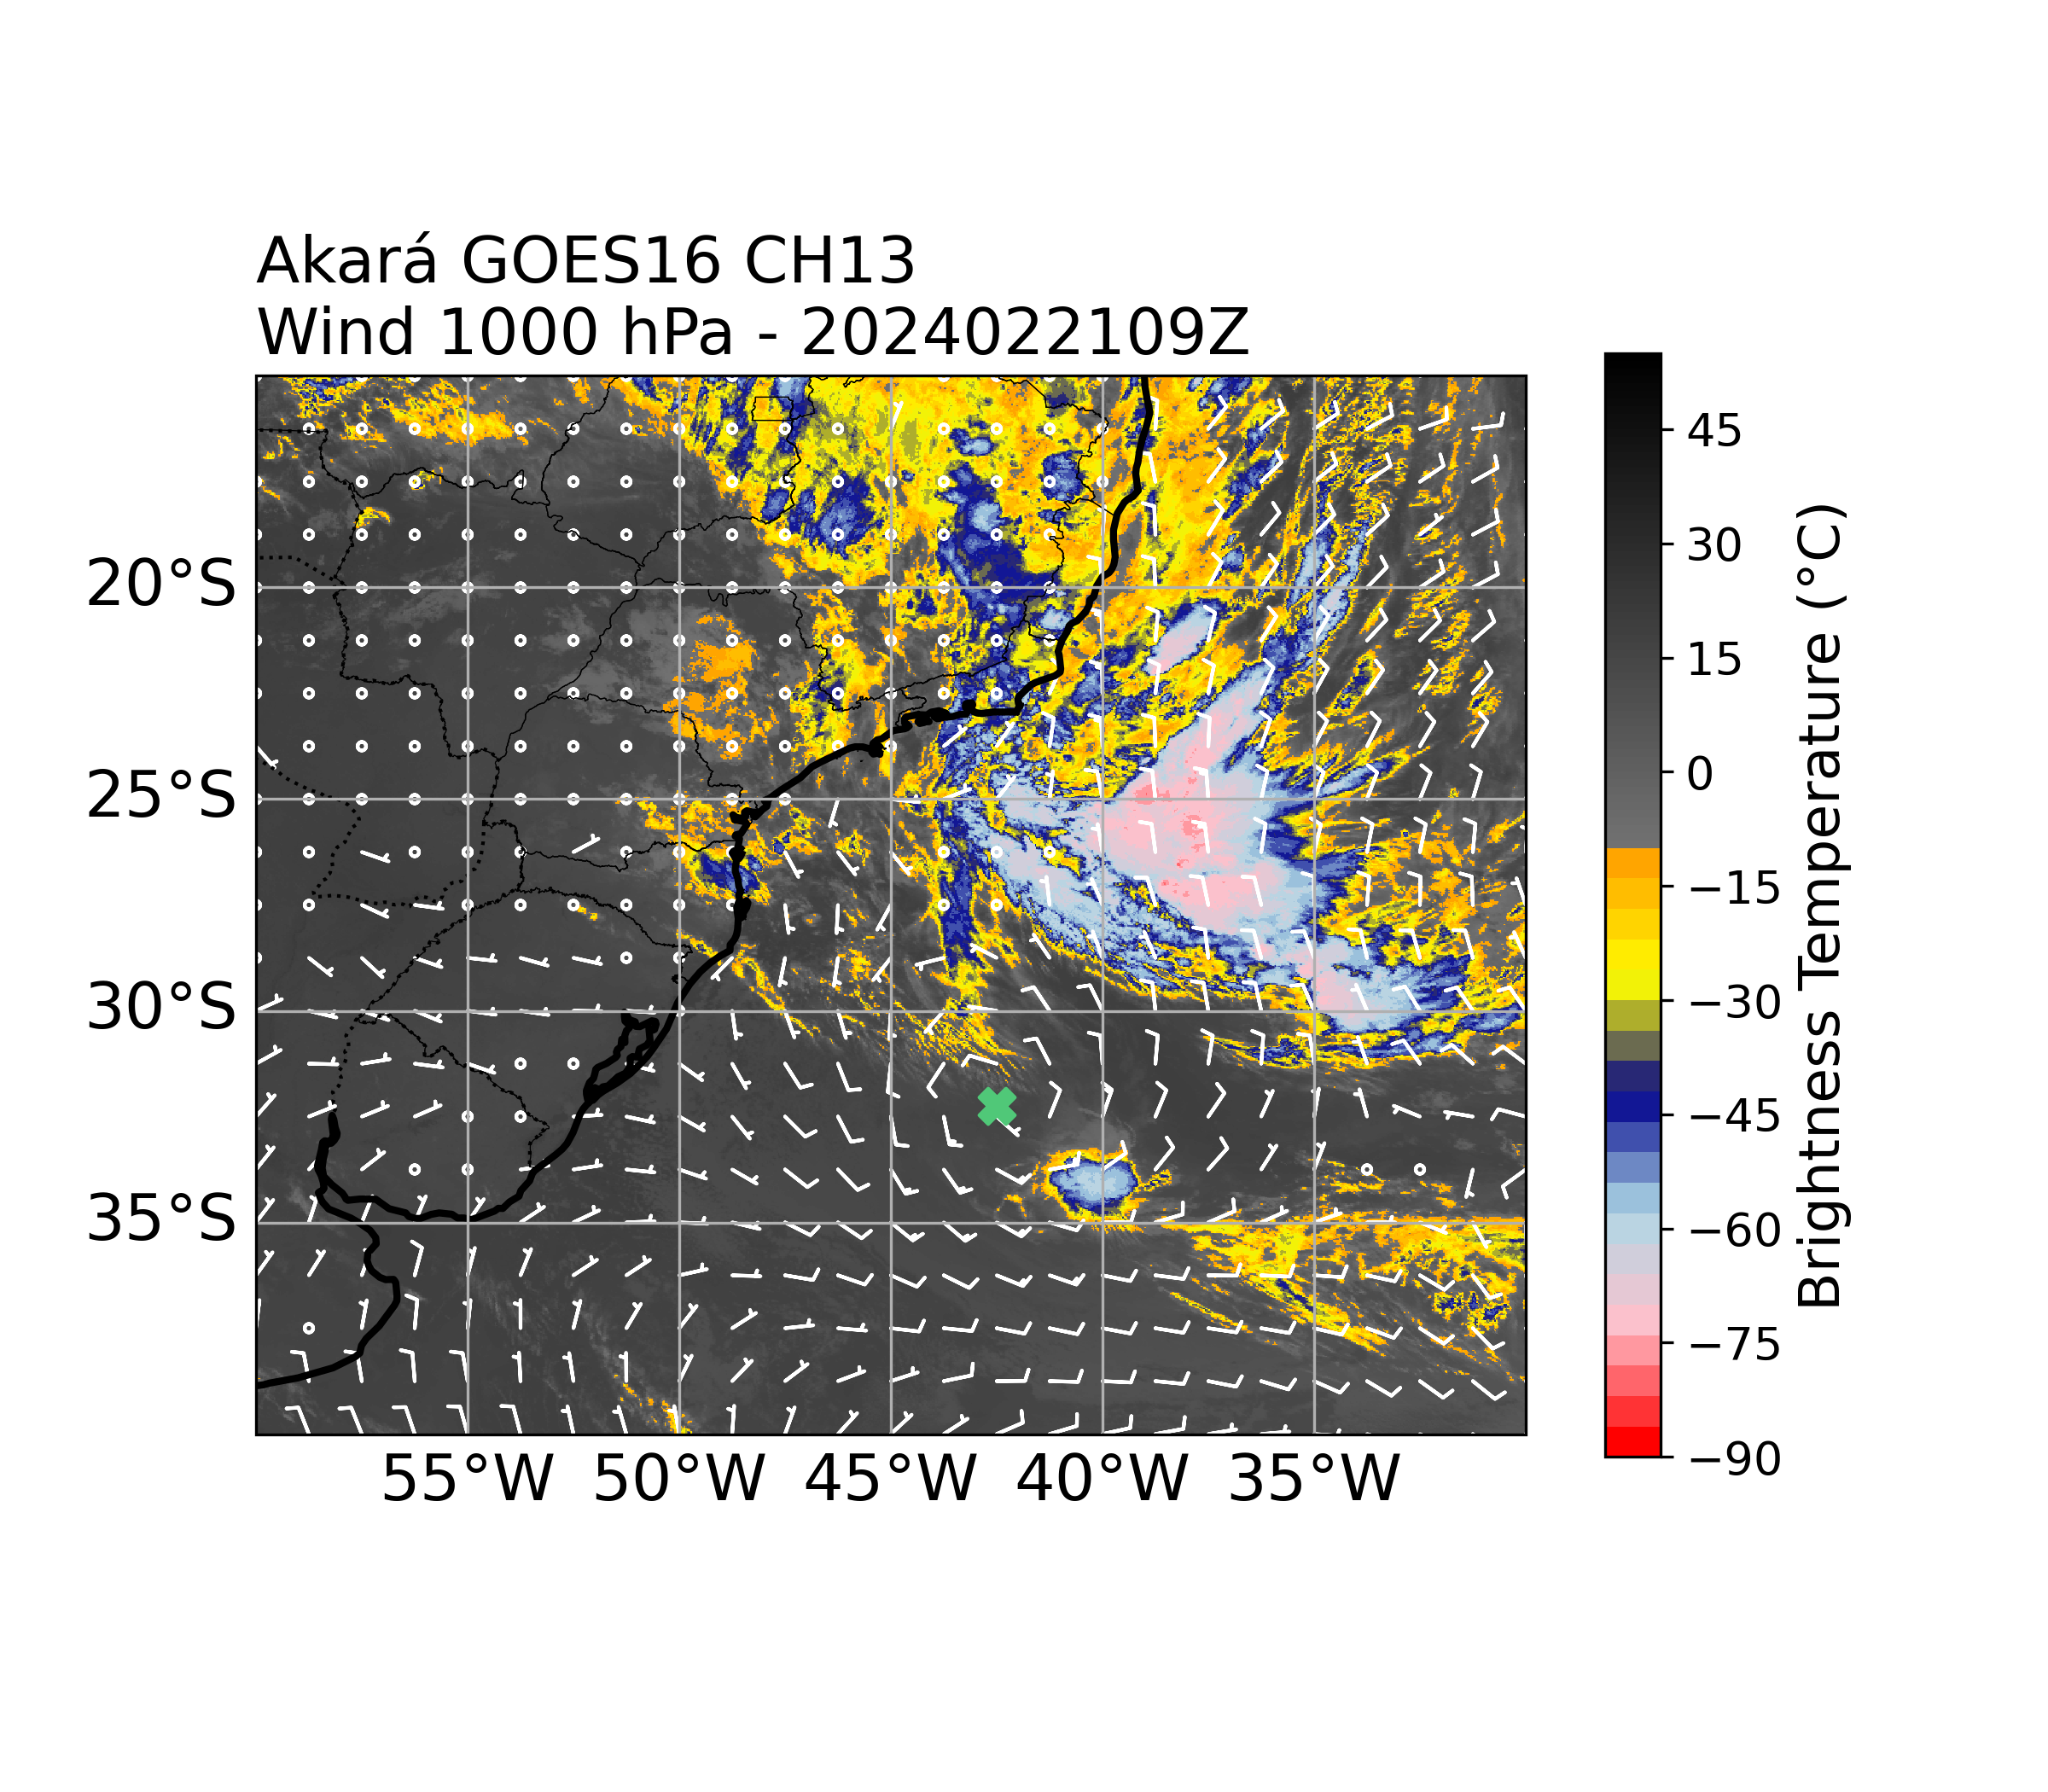 Akará GOES16 CH13
Wind 1000 hPa - 2024022109Z
20°S
25°S
30°S
35°S
55°W
50°W
45°W
40°W
35°W
45
30
15
0
−15
−30
−45
−60
−75
−90
Brightness Temperature (°C)